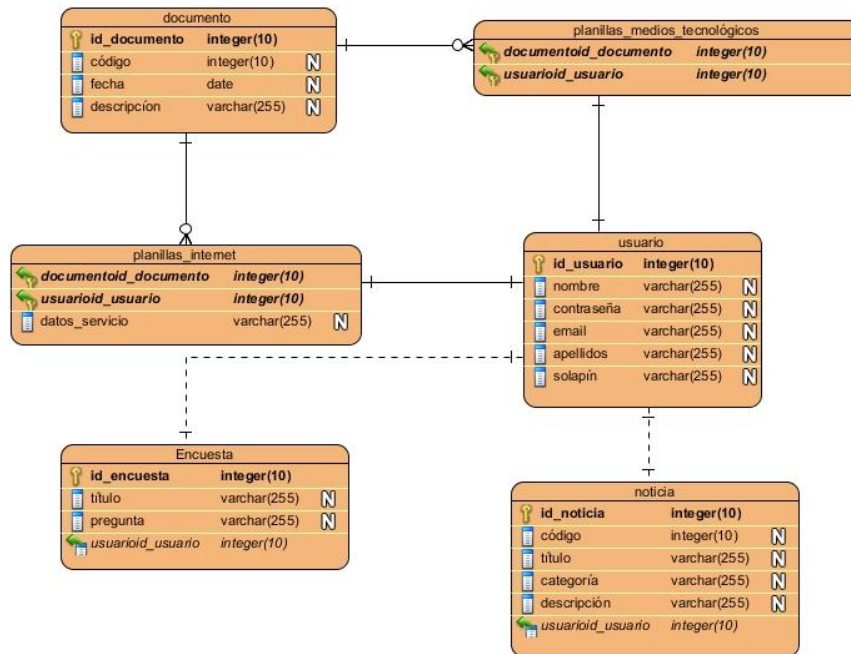 documento
id_documento integer(10)
código integer(10) N
fecha date N
descripcíon varchar(255) N
planillas_medios_tecnológicos
documentoid_documento integer(10)
usuarioid_usuario integer(10)
planillas_internet
documentoid_documento integer(10)
usuarioid_usuario integer(10)
datos_servicio varchar(255) N
usuario
id_usuario integer(10)
nombre varchar(255) N
contraseña varchar(255) N
email varchar(255) N
apellidos varchar(255) N
solapín varchar(255) N
Encuesta
id_encuesta integer(10)
título varchar(255) N
pregunta varchar(255) N
usuarioid_usuario integer(10)
noticia
id_noticia integer(10)
código integer(10) N
título varchar(255) N
categoría varchar(255) N
descripción varchar(255) N
usuarioid_usuario integer(10)